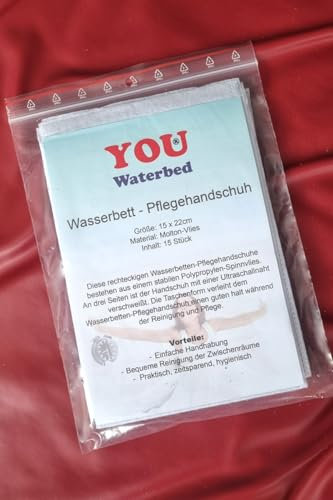 YOU®
Waterbed
Wasserbett - Pflegehandschuh
Größe: 15 x 22cm
Material: Molton-Vlies
Inhalt: 15 Stück
Diese rechteckigen Wasserbetten-Pflegehandschuhe
bestehen aus einem stabilen Polypropylen-Spinnvlies.
An drei Seiten ist der Handschuh mit einer Ultraschallnaht
verschweißt. Die Taschenform verleint dem
Wasserbetten-Pflegehandschuh einen guten halt während
der Reinigung und Pflege.
Vorteile:
- Einfache Handhabung
- Bequeme Reinigung der Zwischenräume
- Praktisch, zeitsparend, hygienisch